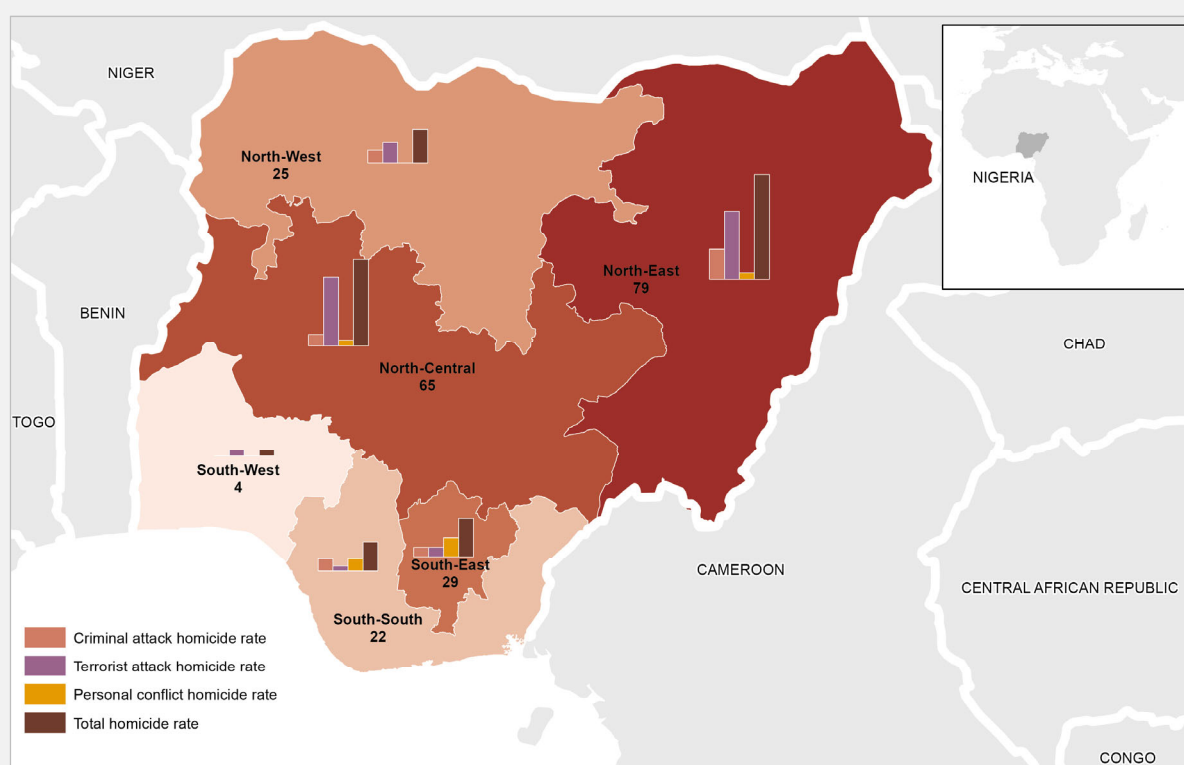 NIGER
North-West
25
NIGERIA
North-East
79
BENIN
CHAD
North-Central
65
TOGO
South-West
4
South-East
29
CAMEROON
CENTRAL AFRICAN REPUBLIC
South-South
22
Criminal attack homicide rate
Terrorist attack homicide rate
Personal conflict homicide rate
Total homicide rate
CONGO